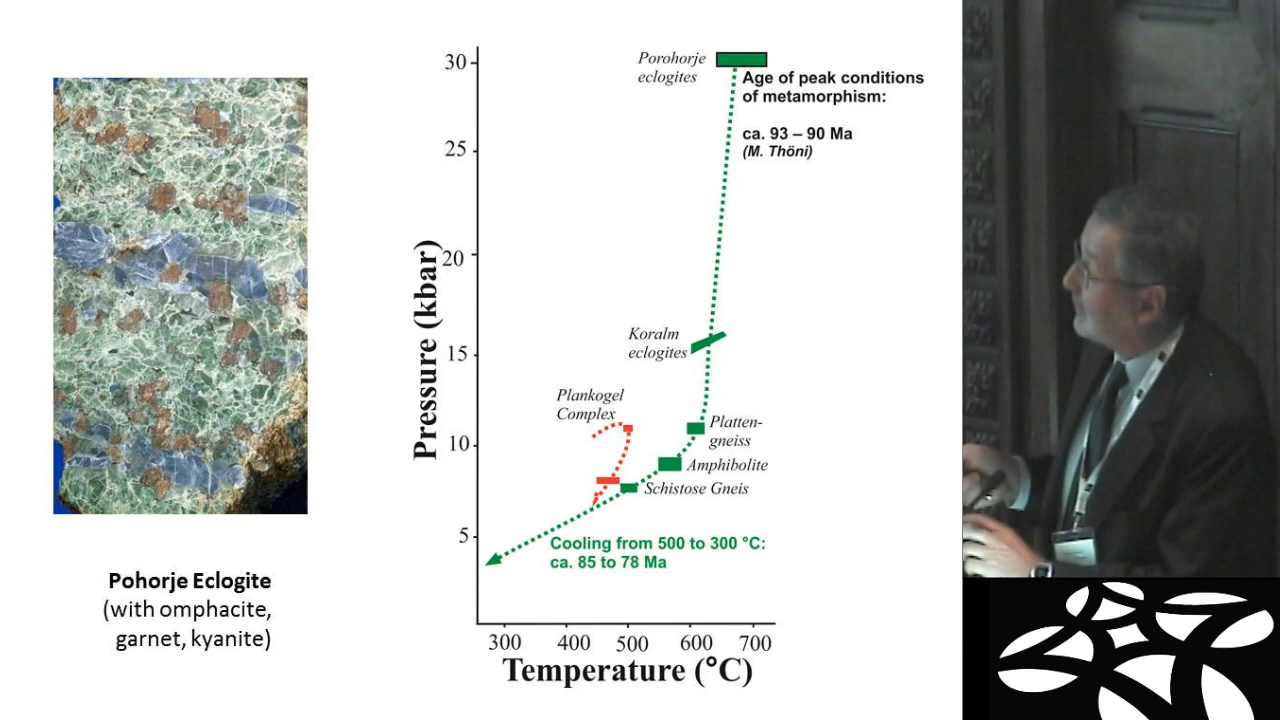 30
Porohorje
eclogites
Age of peak conditions
of metamorphism:
ca. 93 – 90 Ma
(M. Thöni)
25
20
Pressure (kbar)
Koralm
eclogites
15
Plankogel
Complex
Platten-
gneiss
10
Amphibolite
Schistose Gneis
5
Cooling from 500 to 300 °C:
ca. 85 to 78 Ma
300 400 500 600 700
Temperature (°C)
Pohorje Eclogite
(with omphacite,
garnet, kyanite)